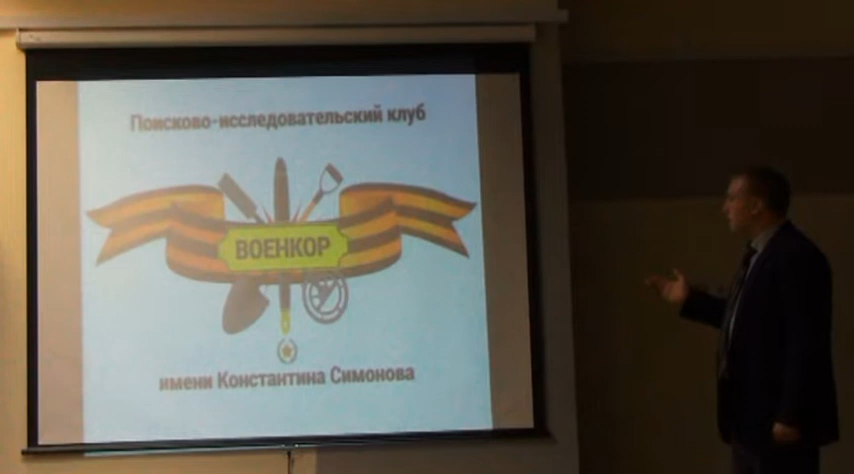 Поисково-исследовательский клуб
ВОЕНКОР
имени Константина Симонова